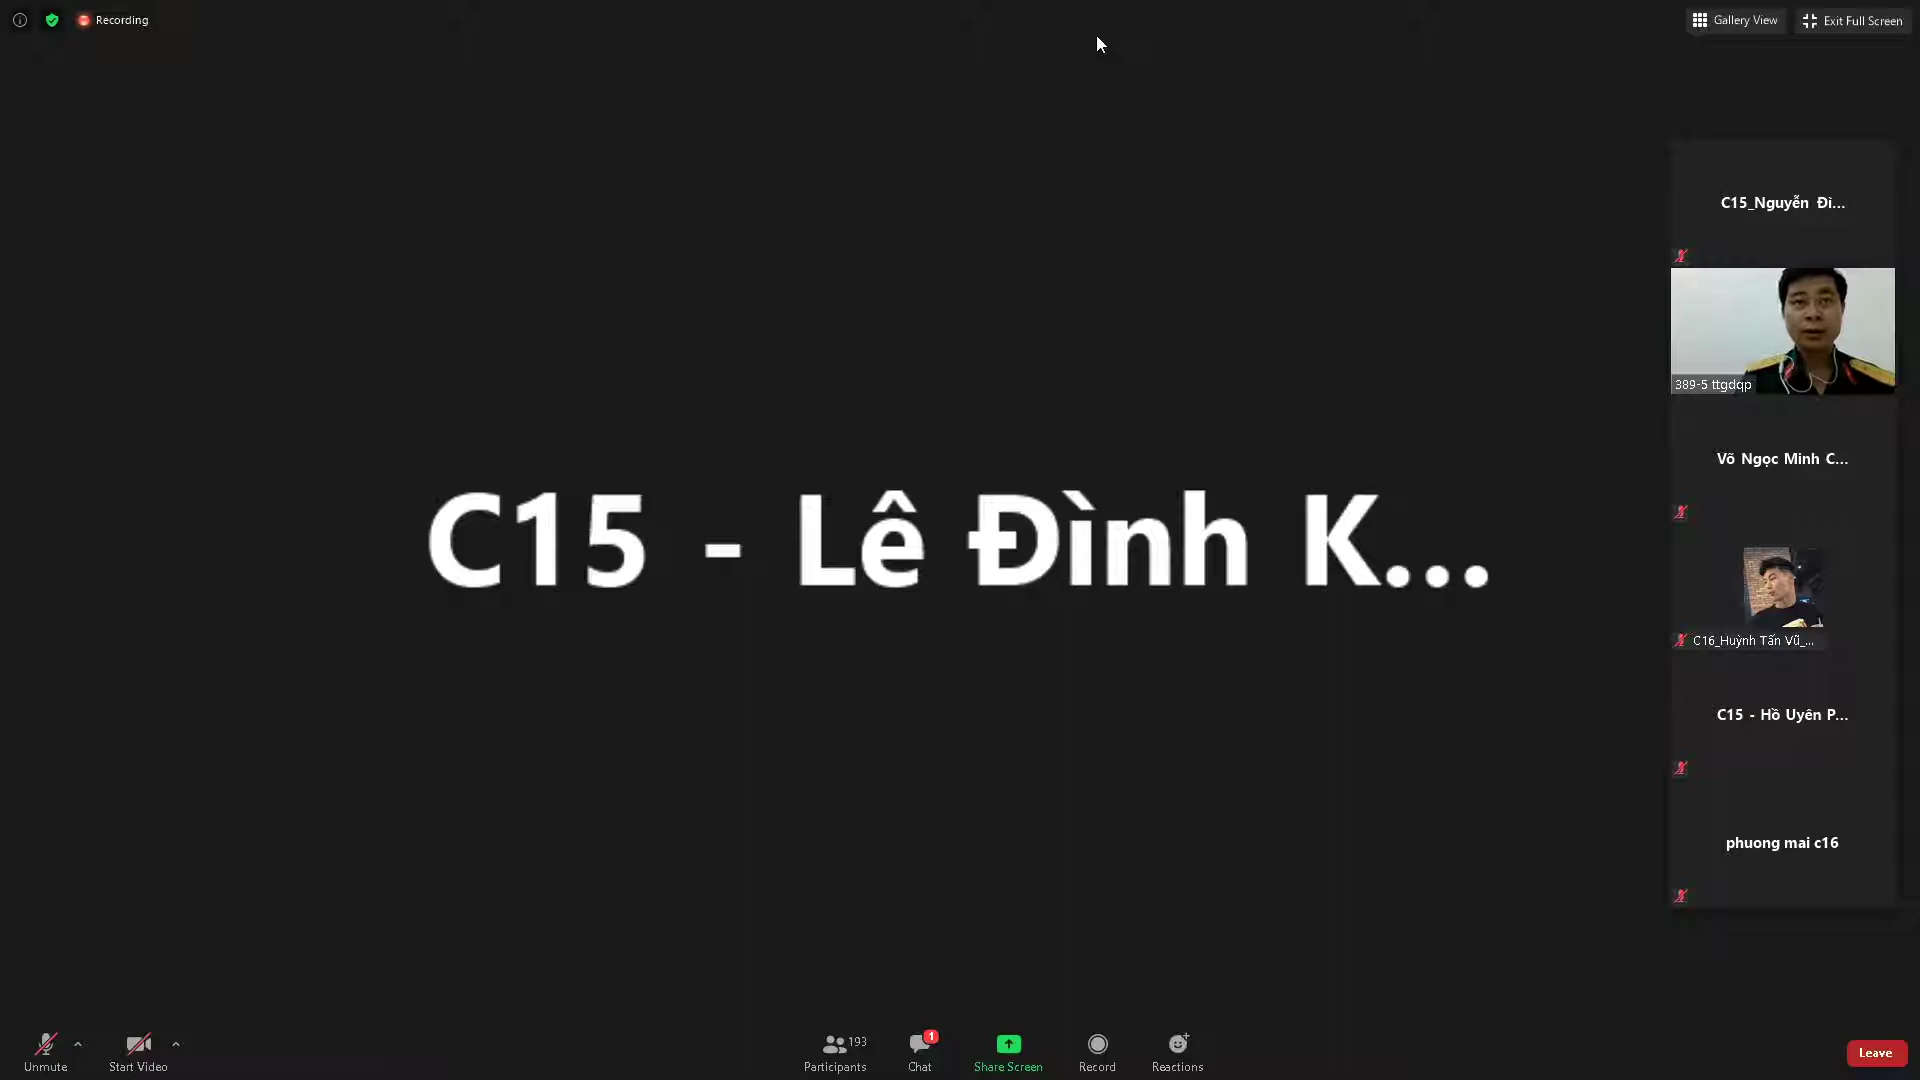 Recording
Gallery View
Exit Full Screen
C15_Nguyễn Đì...
389-5 ttgdqp
Võ Ngọc Minh C...
C15 - Lê Đình K...
C16_Huỳnh Tấn Vũ_...
C15 - Hồ Uyên P...
phuong mai c16
Unmute
Start Video
193
Participants
1
Chat
Share Screen
Record
Reactions
Leave